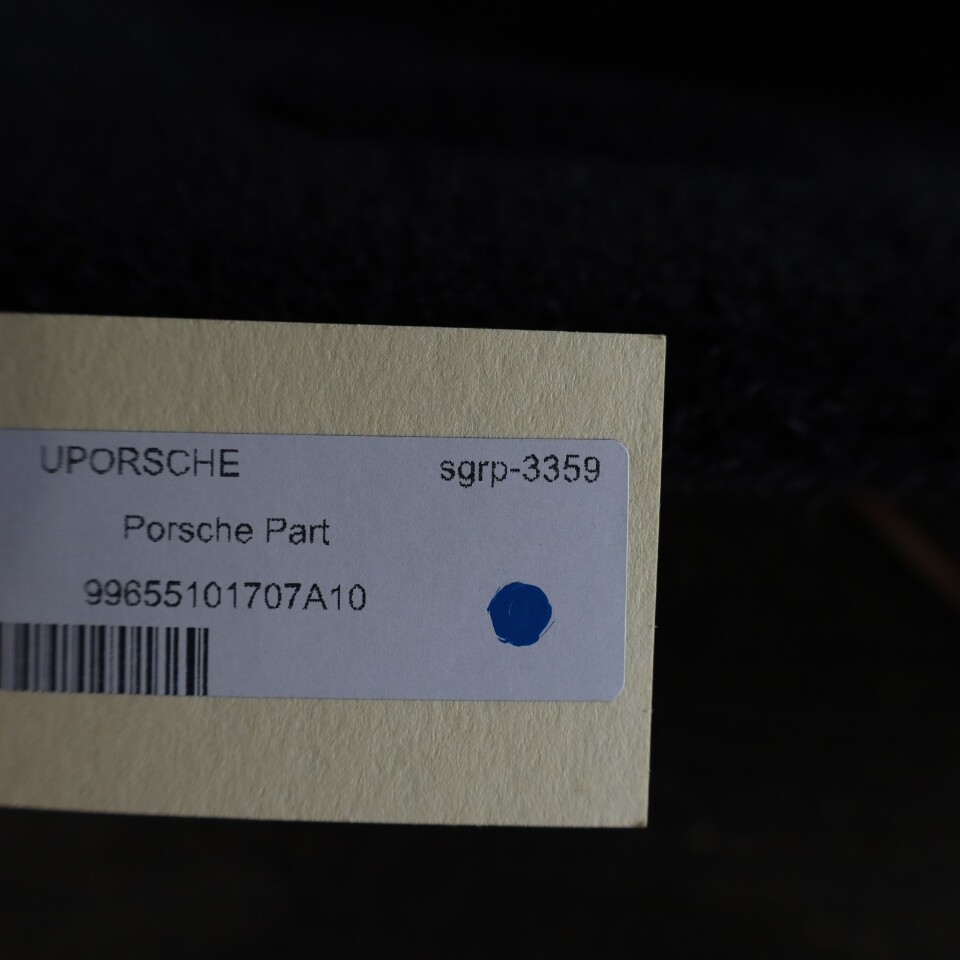 UPORSCHE sgrp-3359
Porsche Part
99655101707A10